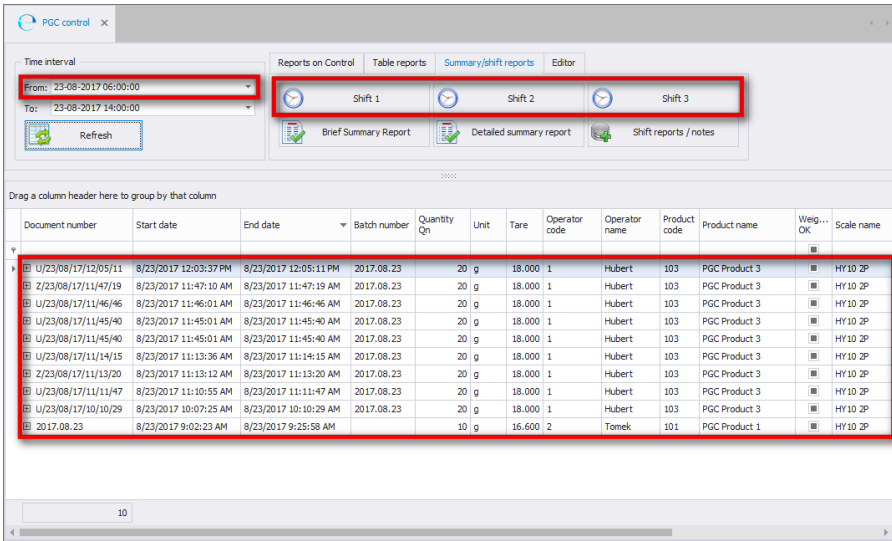 PGC control
Time interval
From: 23-08-2017 06:00:00
To: 23-08-2017 14:00:00
Refresh
Reports on Control Table reports Summary/shift reports Editor
Shift 1 Shift 2 Shift 3
Brief Summary Report Detailed summary report Shift reports / notes
Drag a column header here to group by that column
Document number Start date End date Batch number Quantity Qn Unit Tare Operator code Operator name Product code Product name Weig... OK Scale name
U/23/08/17/12/05/11 8/23/2017 12:03:37 PM 8/23/2017 12:05:11 PM 2017.08.23 20 g 18.000 1 Hubert 103 PGC Product 3 HY10 2P
Z/23/08/17/11/47/19 8/23/2017 11:47:10 AM 8/23/2017 11:47:19 AM 2017.08.23 20 g 18.000 1 Hubert 103 PGC Product 3 HY10 2P
U/23/08/17/11/46/46 8/23/2017 11:46:01 AM 8/23/2017 11:46:46 AM 2017.08.23 20 g 18.000 1 Hubert 103 PGC Product 3 HY10 2P
U/23/08/17/11/45/40 8/23/2017 11:45:01 AM 8/23/2017 11:45:40 AM 2017.08.23 20 g 18.000 1 Hubert 103 PGC Product 3 HY10 2P
U/23/08/17/11/45/40 8/23/2017 11:45:01 AM 8/23/2017 11:45:40 AM 2017.08.23 20 g 18.000 1 Hubert 103 PGC Product 3 HY10 2P
U/23/08/17/11/14/15 8/23/2017 11:13:36 AM 8/23/2017 11:14:15 AM 2017.08.23 20 g 18.000 1 Hubert 103 PGC Product 3 HY10 2P
Z/23/08/17/11/13/20 8/23/2017 11:13:12 AM 8/23/2017 11:13:20 AM 2017.08.23 20 g 18.000 1 Hubert 103 PGC Product 3 HY10 2P
U/23/08/17/11/11/47 8/23/2017 11:10:55 AM 8/23/2017 11:11:47 AM 2017.08.23 20 g 18.000 1 Hubert 103 PGC Product 3 HY10 2P
U/23/08/17/10/10/29 8/23/2017 10:07:25 AM 8/23/2017 10:10:29 AM 2017.08.23 20 g 18.000 1 Hubert 103 PGC Product 3 HY10 2P
2017.08.23 8/23/2017 9:02:23 AM 8/23/2017 9:25:58 AM 10 g 16.600 2 Tomek 101 PGC Product 1 HY10 2P
10